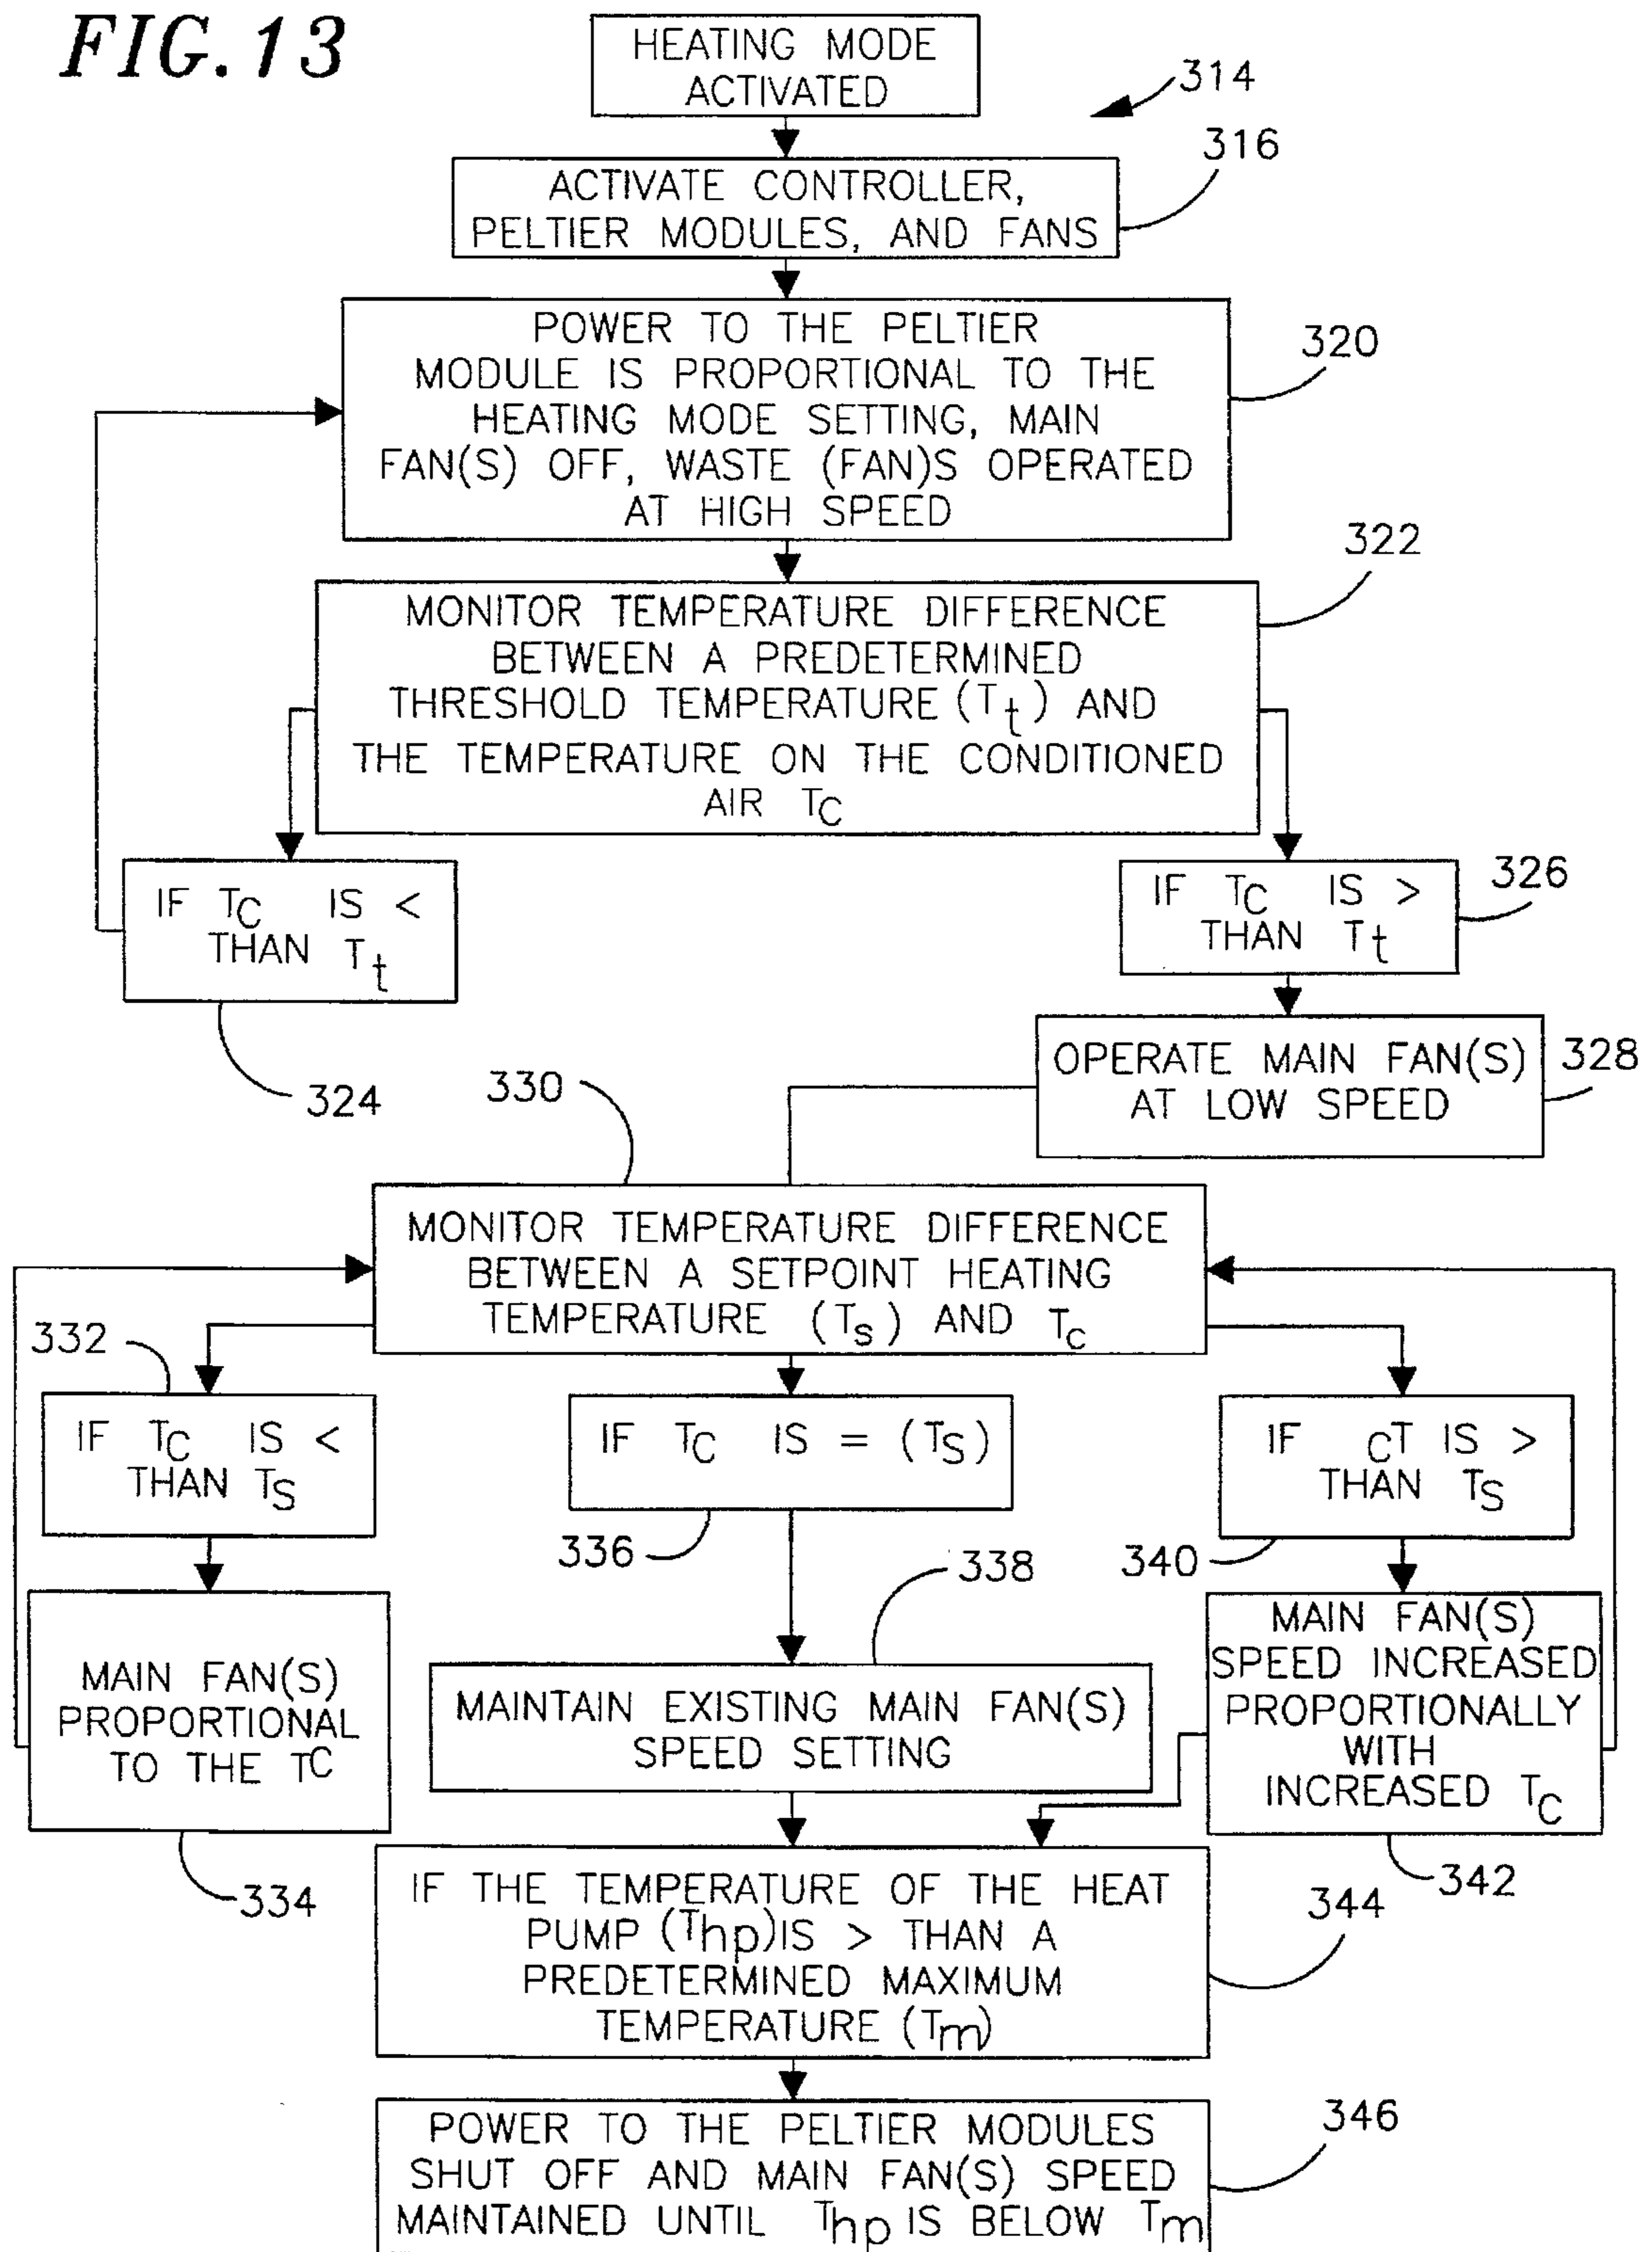 FIG. 13
HEATING MODE
ACTIVATED
314
316
ACTIVATE CONTROLLER,
PELTIER MODULES, AND FANS
320
POWER TO THE PELTIER
MODULE IS PROPORTIONAL TO THE
HEATING MODE SETTING, MAIN
FAN(S) OFF, WASTE (FAN)S OPERATED
AT HIGH SPEED
322
MONITOR TEMPERATURE DIFFERENCE
BETWEEN A PREDETERMINED
THRESHOLD TEMPERATURE (Tt) AND
THE TEMPERATURE ON THE CONDITIONED
AIR TC
IF TC IS <
THAN Tt
324
326
IF TC IS >
THAN Tt
328
OPERATE MAIN FAN(S)
AT LOW SPEED
330
MONITOR TEMPERATURE DIFFERENCE
BETWEEN A SETPOINT HEATING
TEMPERATURE (Ts) AND Tc
332
IF TC IS <
THAN TS
IF TC IS = (TS)
336
IF CT IS >
THAN TS
340
338
MAIN FAN(S)
PROPORTIONAL
TO THE TC
334
MAINTAIN EXISTING MAIN FAN(S)
SPEED SETTING
MAIN FAN(S)
SPEED INCREASED
PROPORTIONALLY
WITH
INCREASED TC
342
344
IF THE TEMPERATURE OF THE HEAT
PUMP (Thp)IS > THAN A
PREDETERMINED MAXIMUM
TEMPERATURE (Tm)
346
POWER TO THE PELTIER MODULES
SHUT OFF AND MAIN FAN(S) SPEED
MAINTAINED UNTIL Thp IS BELOW Tm